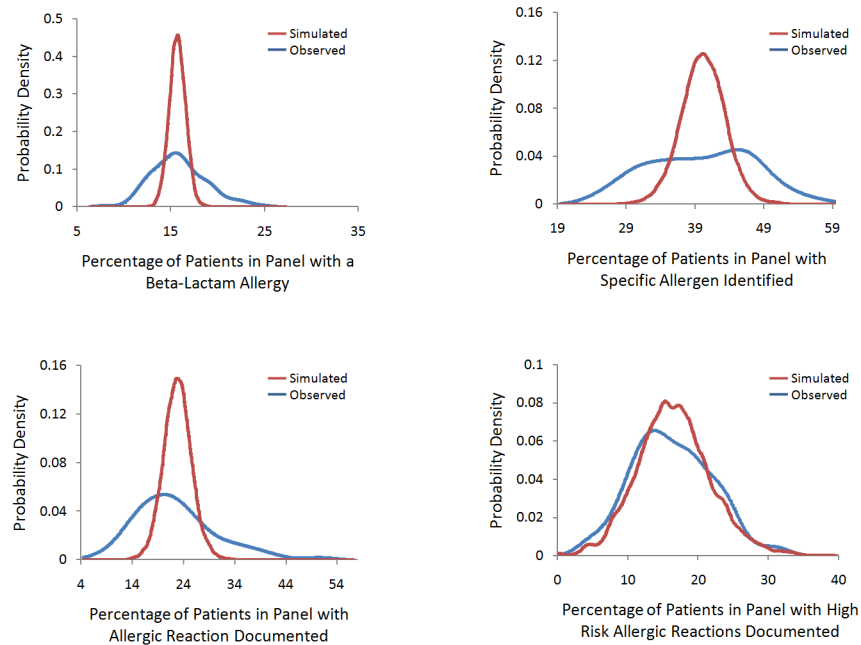 0.5
0.4
0.3
0.2
0.1
0
Probability Density
Simulated
Observed
5 15 25 35
Percentage of Patients in Panel with a
Beta-Lactam Allergy
0.16
0.12
0.08
0.04
0
Probability Density
Simulated
Observed
19 29 39 49 59
Percentage of Patients in Panel with
Specific Allergen Identified
0.16
0.12
0.08
0.04
0
Probability Density
Simulated
Observed
4 14 24 34 44 54
Percentage of Patients in Panel with
Allergic Reaction Documented
0.1
0.08
0.06
0.04
0.02
0
Probability Density
Simulated
Observed
0 10 20 30 40
Percentage of Patients in Panel with High
Risk Allergic Reactions Documented